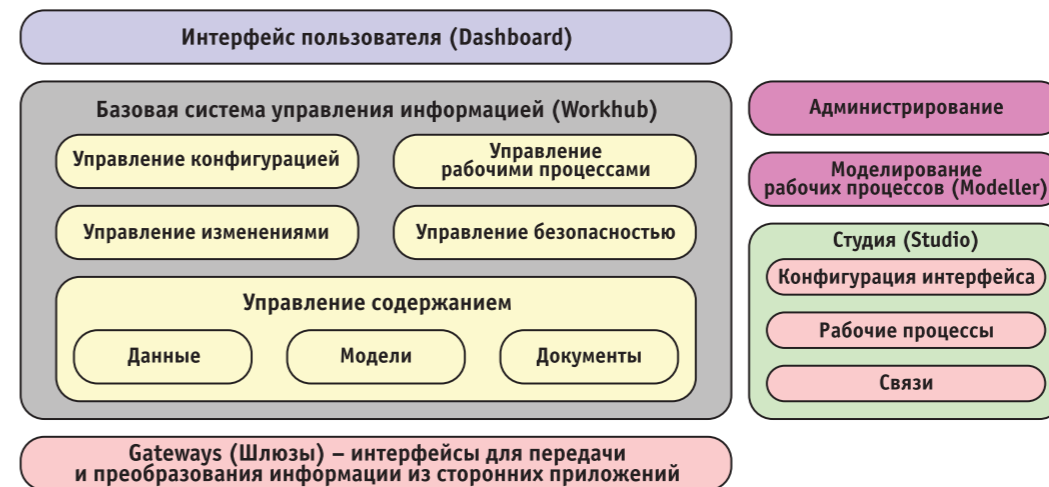 Интерфейс пользователя (Dashboard)
Базовая система управления информацией (Workhub)
Управление конфигурацией
Управление
рабочими процессами
Управление изменениями
Управление безопасностью
Управление содержанием
Данные
Модели
Документы
Gateways (Шлюзы) – интерфейсы для передачи
и преобразования информации из сторонних приложений
Администрирование
Моделирование
рабочих процессов (Modeller)
Студия (Studio)
Конфигурация интерфейса
Рабочие процессы
Связи